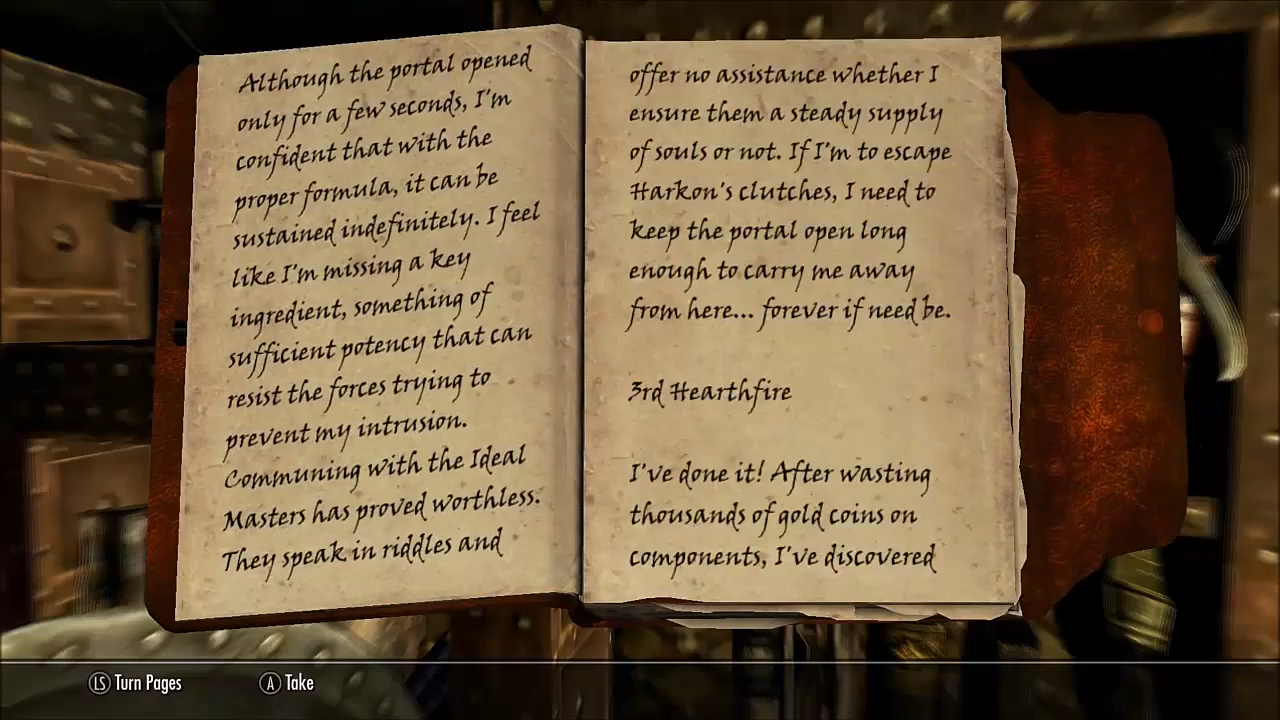 Although the portal opened
only for a few seconds, I'm
confident that with the
proper formula, it can be
sustained indefinitely. I feel
like I'm missing a key
ingredient, something of
sufficient potency that can
resist the forces trying to
prevent my intrusion.
Communing with the Ideal
Masters has proved worthless.
They speak in riddles and
offer no assistance whether I
ensure them a steady supply
of souls or not. If I'm to escape
Harkon's clutches, I need to
keep the portal open long
enough to carry me away
from here... forever if need be.
3rd Hearthfire
I've done it! After wasting
thousands of gold coins on
components, I've discovered
LS Turn Pages
A Take